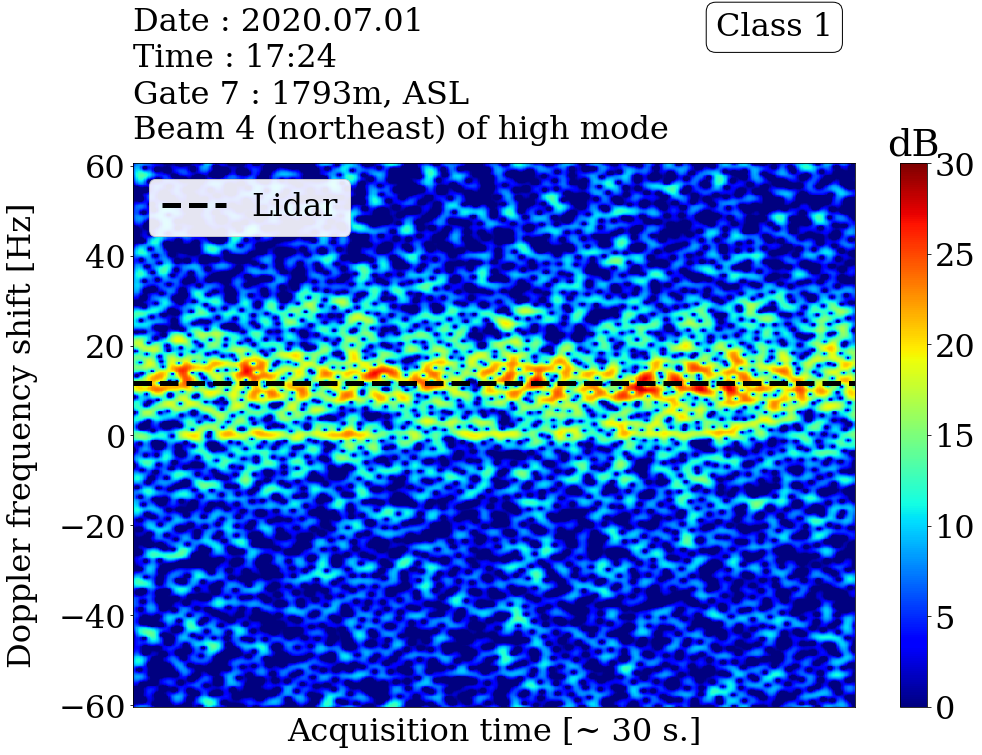 Date : 2020.07.01
Time : 17:24
Gate 7 : 1793m, ASL
Beam 4 (northeast) of high mode
Class 1
Lidar
Doppler frequency shift [Hz]
60
40
20
0
−20
−40
−60
Acquisition time [~ 30 s.]
dB
30
25
20
15
10
5
0